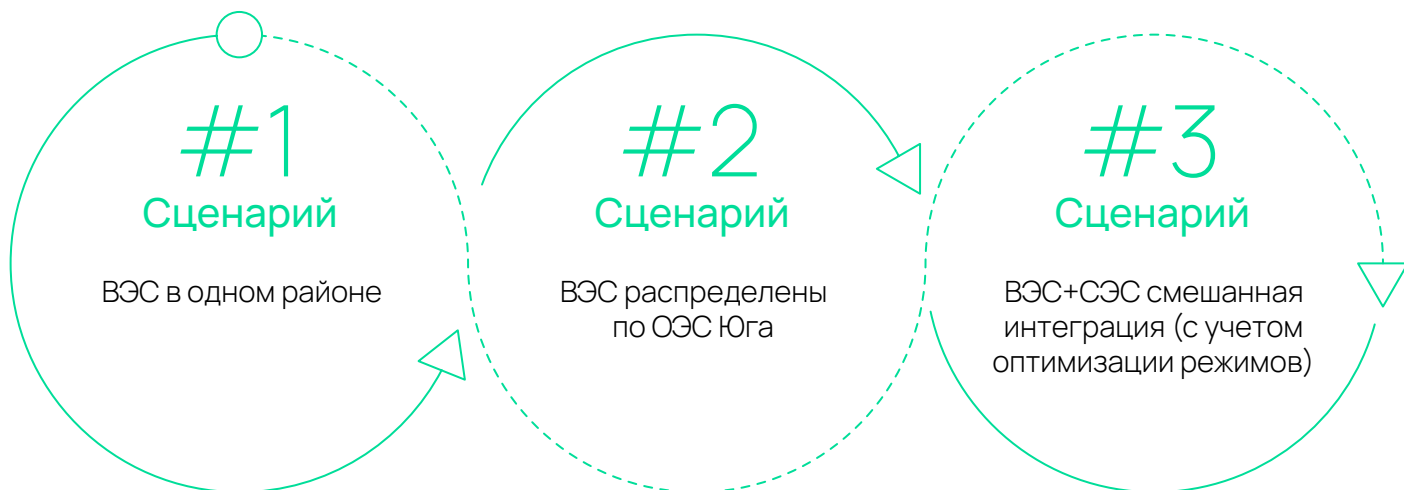 #1
Сценарий
ВЭС в одном районе
#2
Сценарий
ВЭС распределены
по ОЭС Юга
#3
Сценарий
ВЭС+СЭС смешанная
интеграция (с учетом
оптимизации режимов)